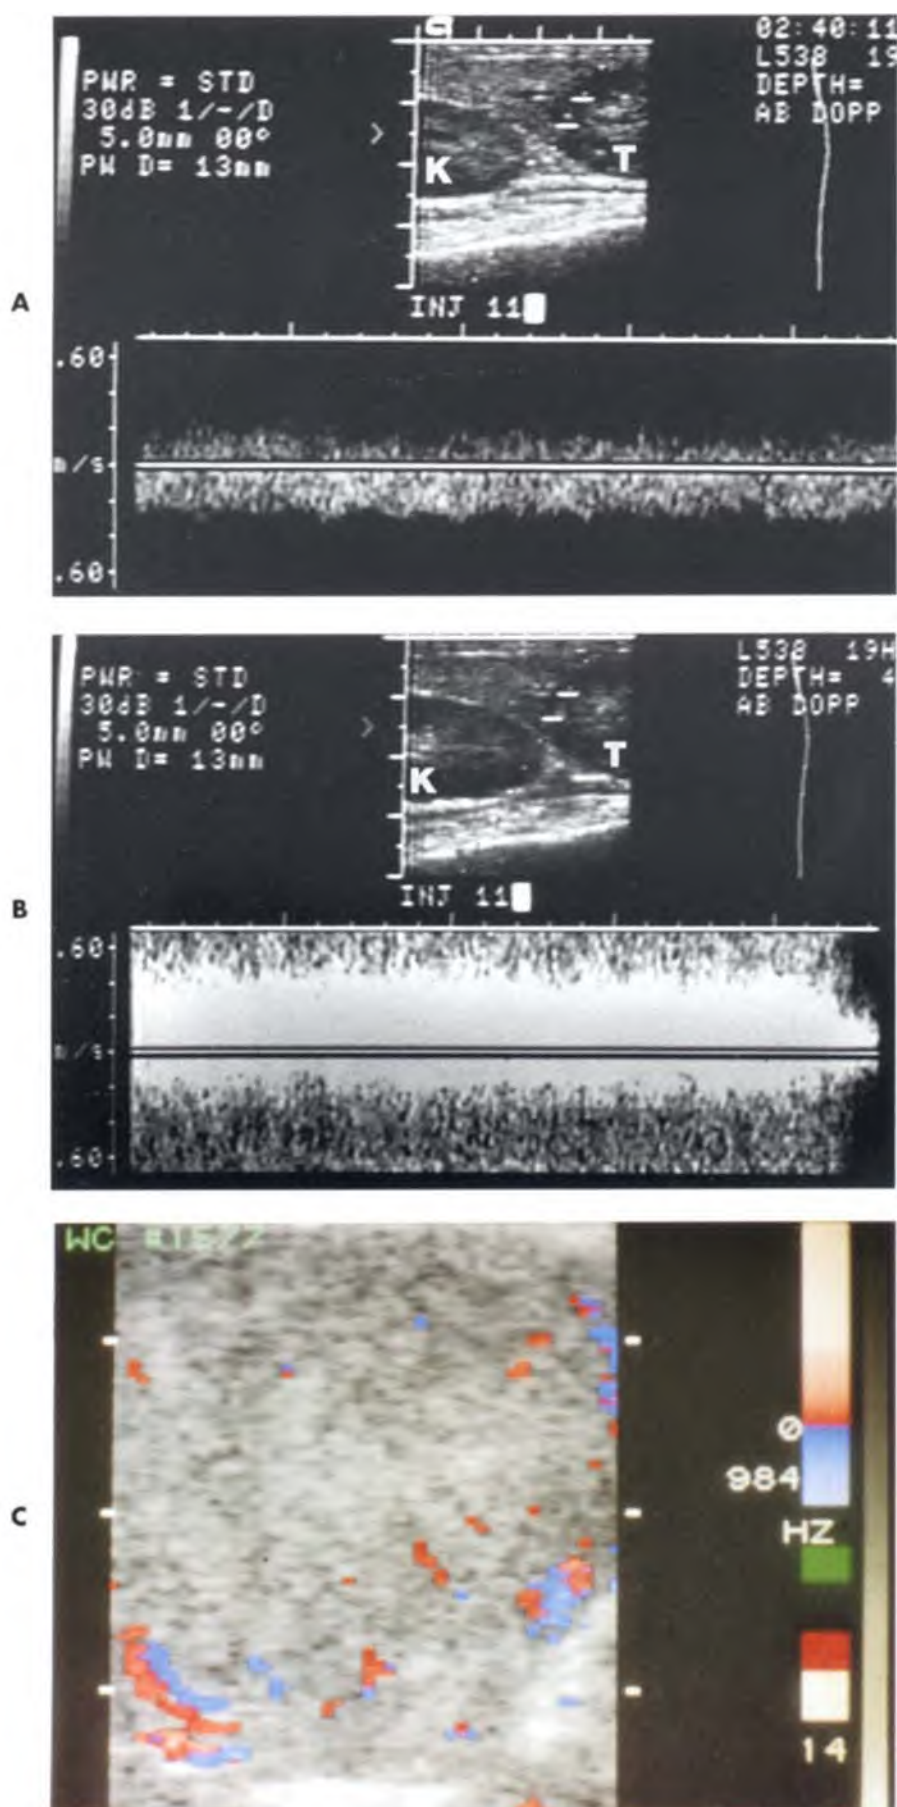 02:40:11
PWR = STD
L538 19
30dB 1/-/D
DEPTH=
5.0mm 00°
AB DOPP
PW D= 13mm
K
T
A
INJ 11
.60
m/s
.60
L538 19H
PWR = STD
DEPTH= 4
30dB 1/-/D
AB DOPP
5.0mm 00°
PW D= 13mm
T
K
INJ 11
B
.60
m/s
.60
WC
0
984
C
HZ
14